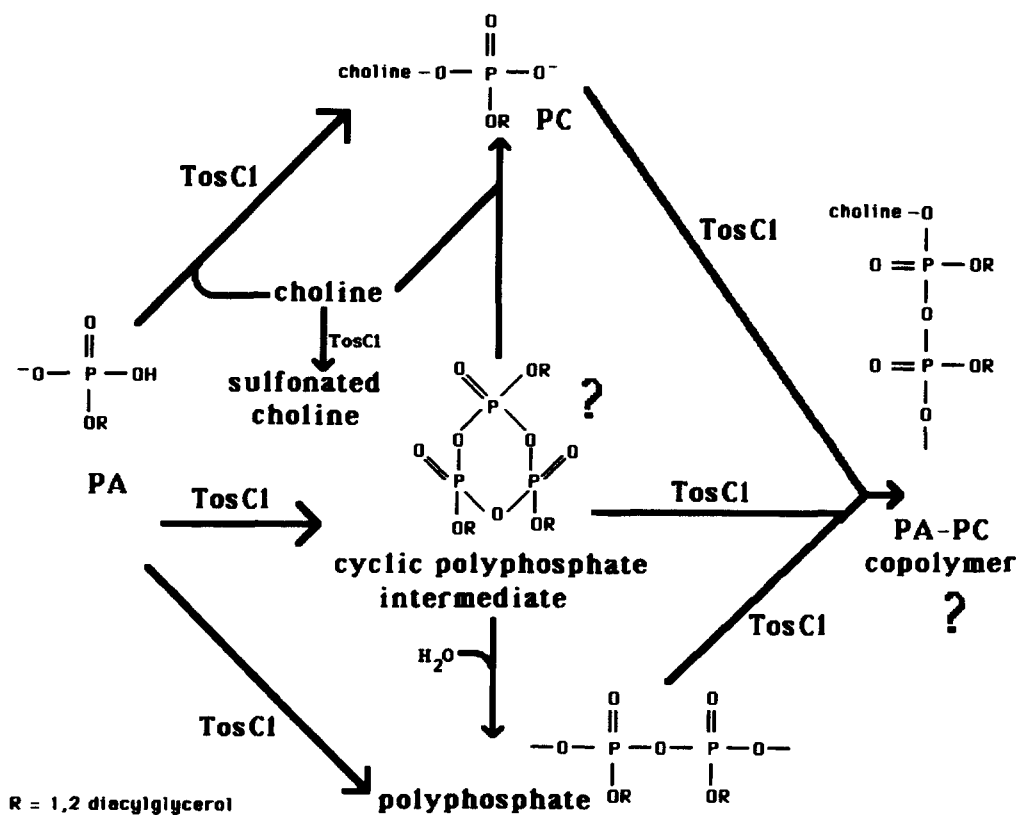 O
choline – O — P — O⁻
OR
PC
TosCl
TosCl
choline –O
O = P — OR
O
O = P — OR
O
choline
TosCl
sulfonated
choline
O
⁻O — P — OH
OR
PA
O
OR
P
?
O
O
O
O
P
P
O
OR
OR
TosCl
TosCl
cyclic polyphosphate
intermediate
PA-PC
copolymer
?
TosCl
H₂O
TosCl
O
O
—O— P —O— P —O—
OR
OR
polyphosphate
R = 1,2 diacylglycerol